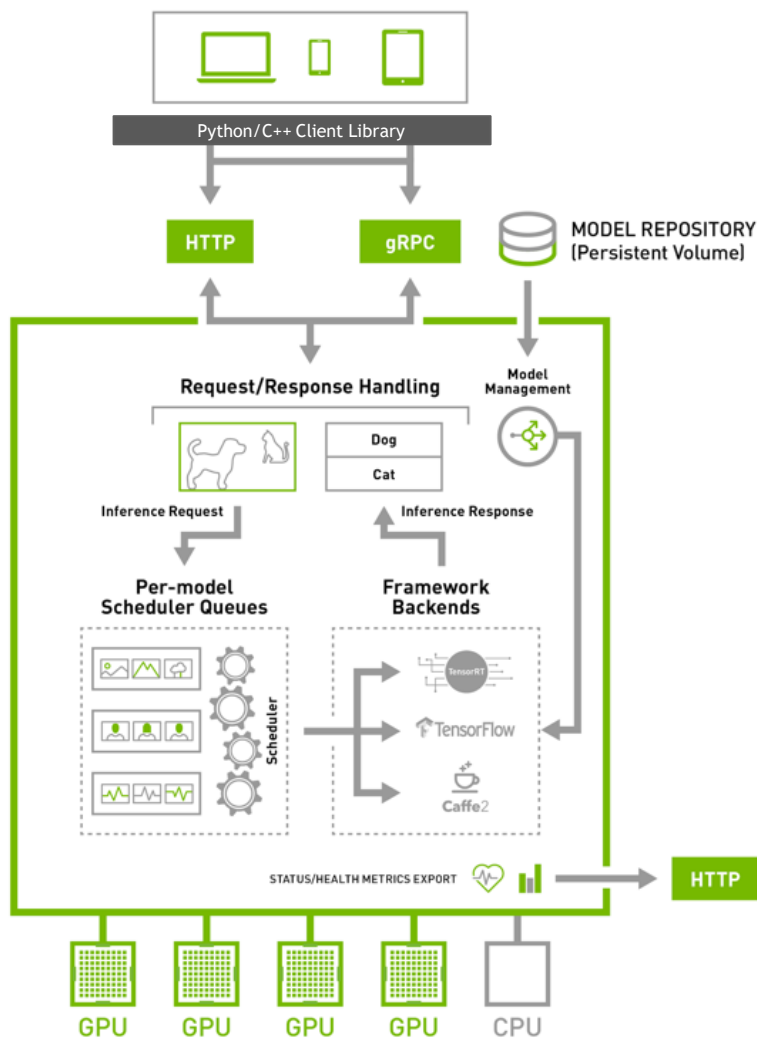 Python/C++ Client Library
HTTP
gRPC
MODEL REPOSITORY
(Persistent Volume)
Model
Management
Request/Response Handling
Dog
Cat
Inference Request
Inference Response
Per-model
Scheduler Queues
Framework
Backends
Scheduler
TensorRT
TensorFlow
Caffe2
STATUS/HEALTH METRICS EXPORT
HTTP
GPU
GPU
GPU
GPU
CPU